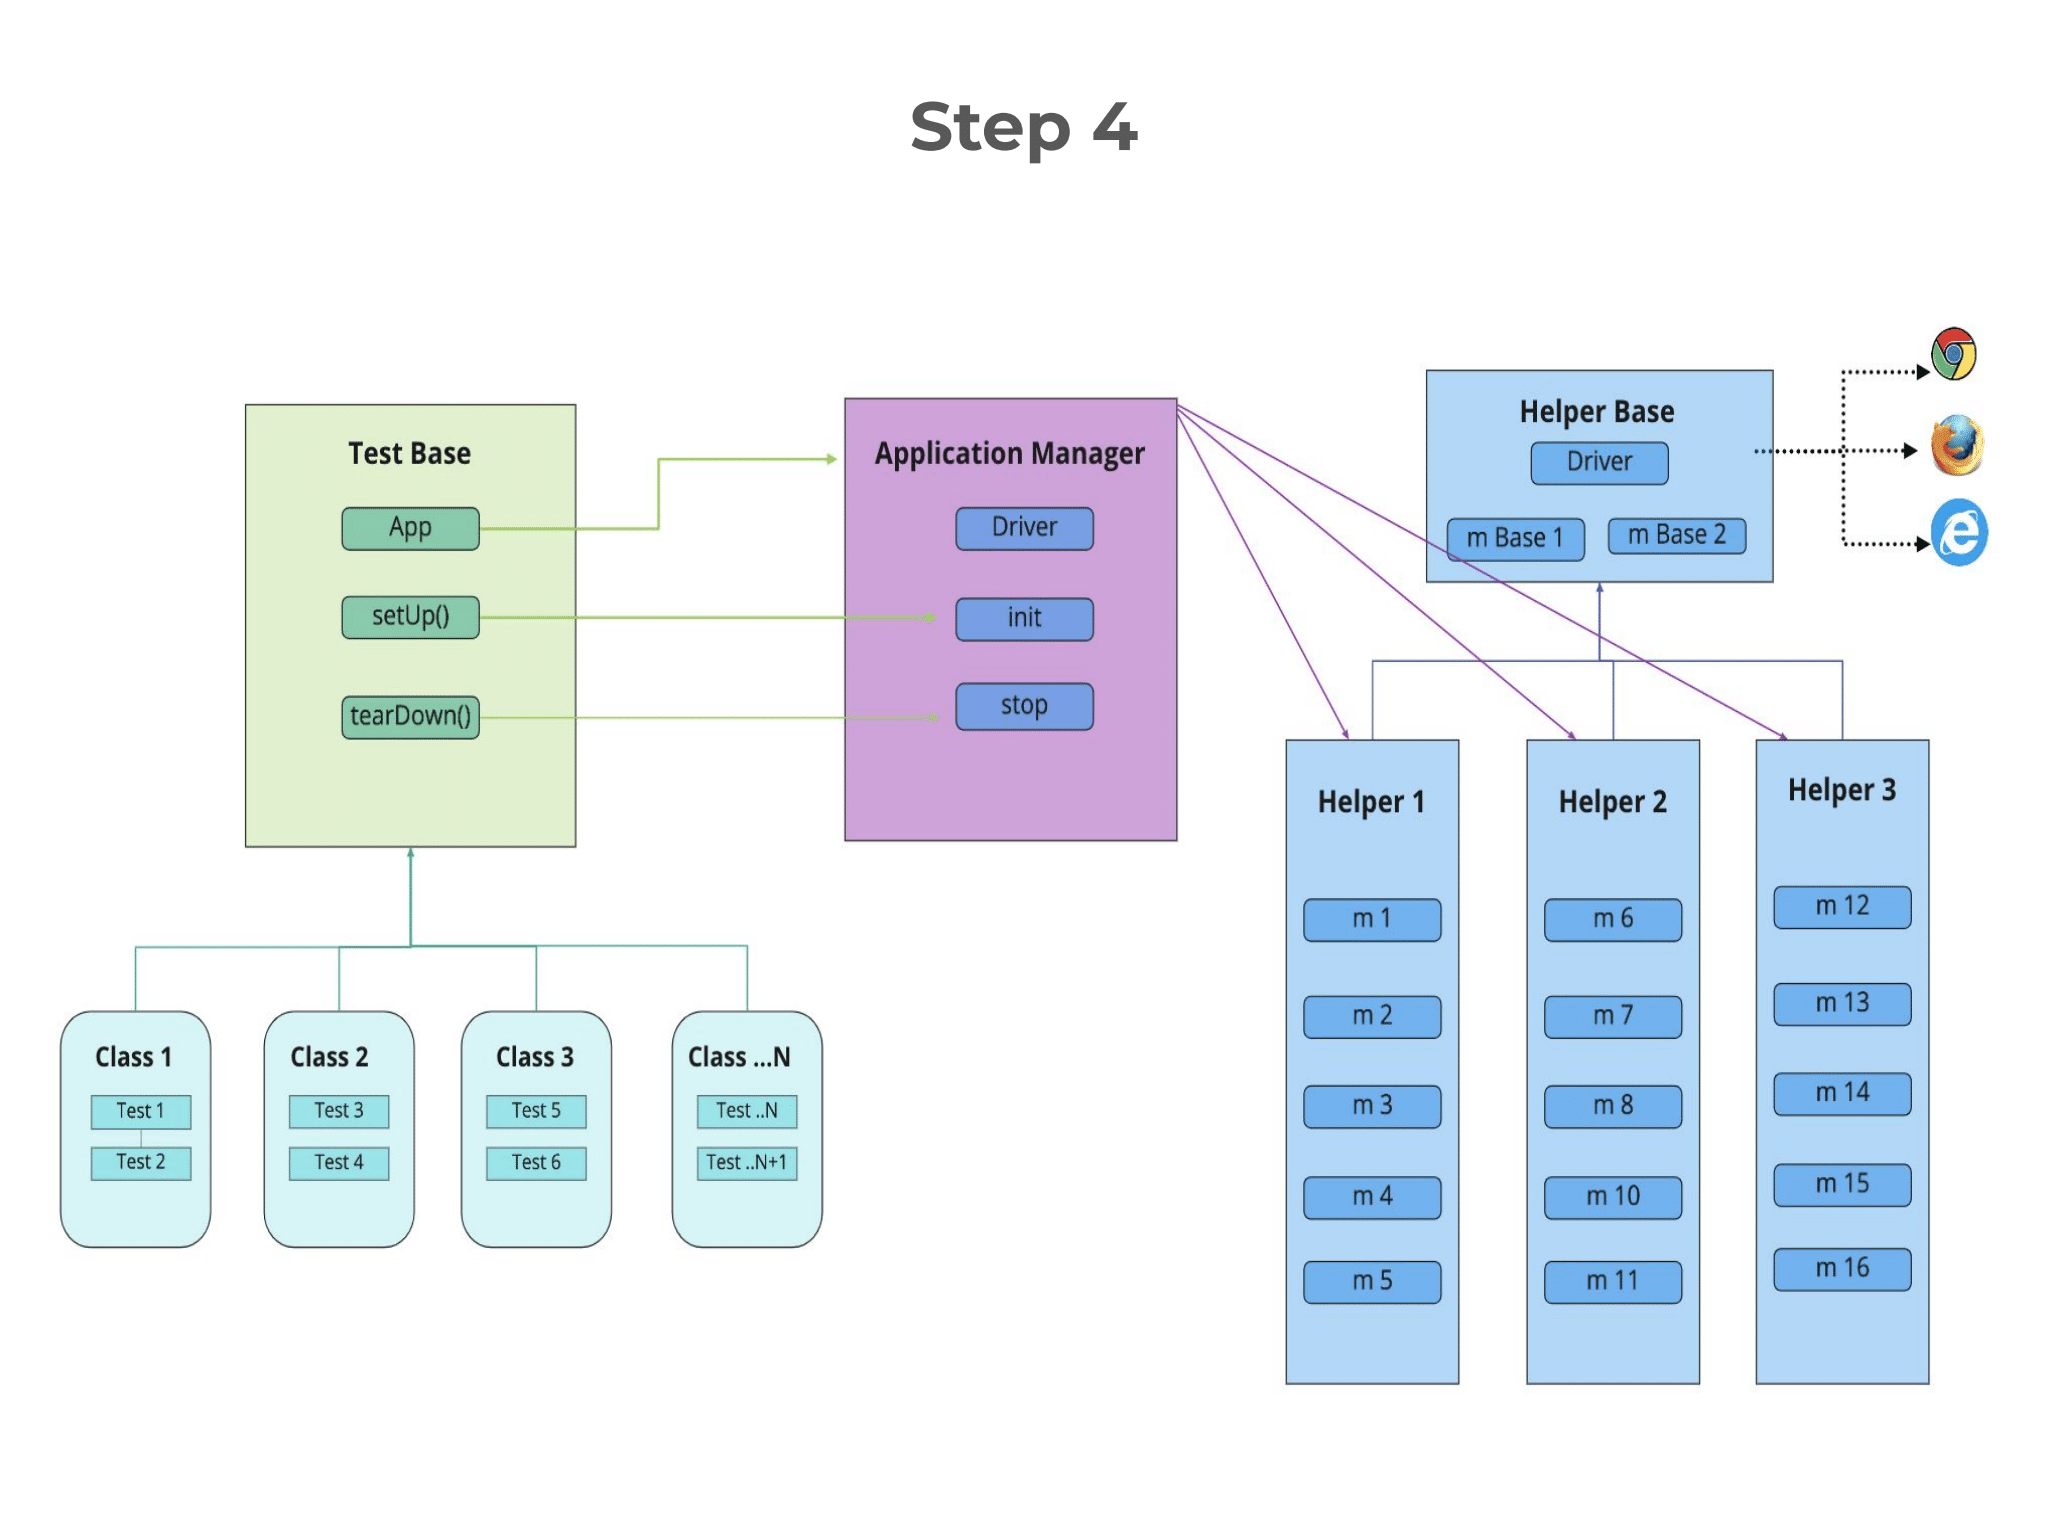 Step 4
Test Base
App
setUp()
tearDown()
Application Manager
Driver
init
stop
Helper Base
Driver
m Base 1
m Base 2
Class 1
Test 1
Test 2
Class 2
Test 3
Test 4
Class 3
Test 5
Test 6
Class ...N
Test ..N
Test ..N+1
Helper 1
m 1
m 2
m 3
m 4
m 5
Helper 2
m 6
m 7
m 8
m 10
m 11
Helper 3
m 12
m 13
m 14
m 15
m 16